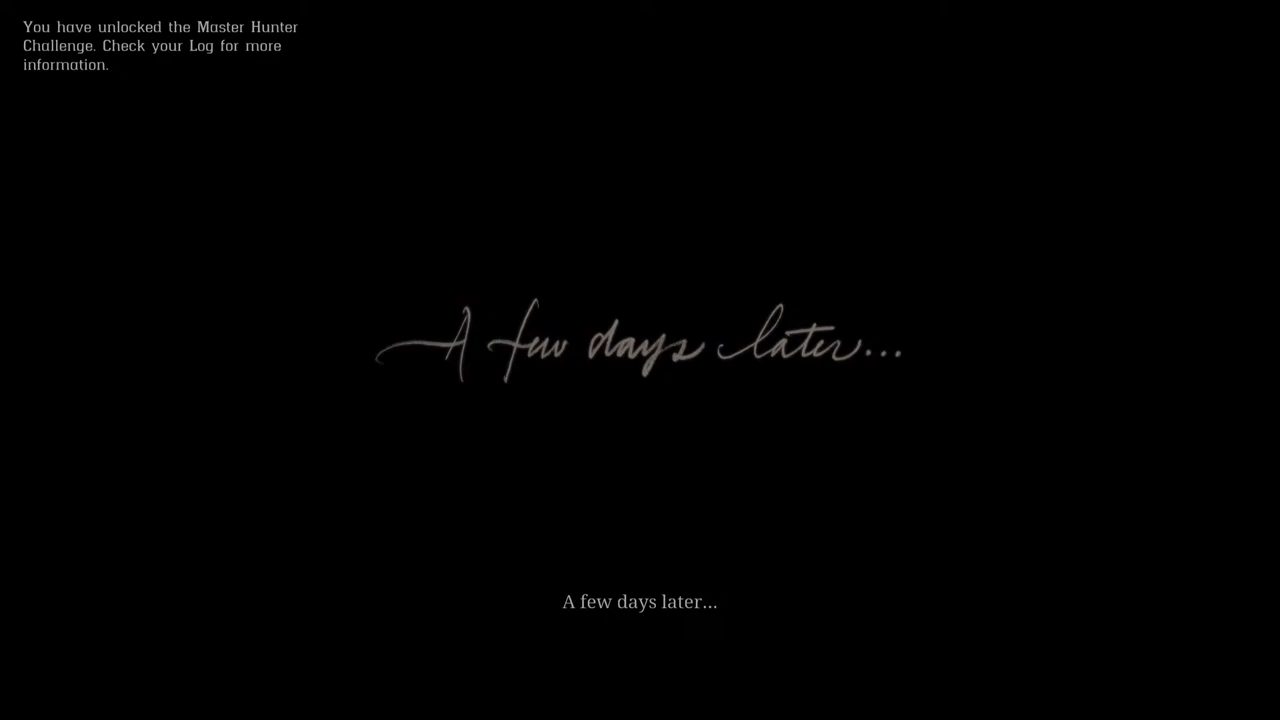 You have unlocked the Master Hunter
Challenge. Check your Log for more
information.
A few days later...
A few days later...